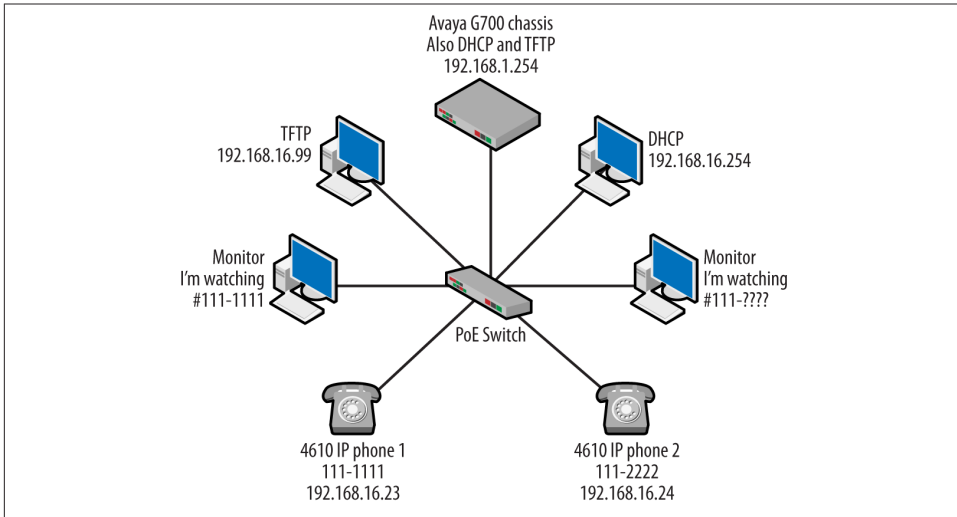 Avaya G700 chassis
Also DHCP and TFTP
192.168.1.254
TFTP
192.168.16.99
DHCP
192.168.16.254
Monitor
I'm watching
#111-1111
Monitor
I'm watching
#111-????
PoE Switch
4610 IP phone 1
111-1111
192.168.16.23
4610 IP phone 2
111-2222
192.168.16.24